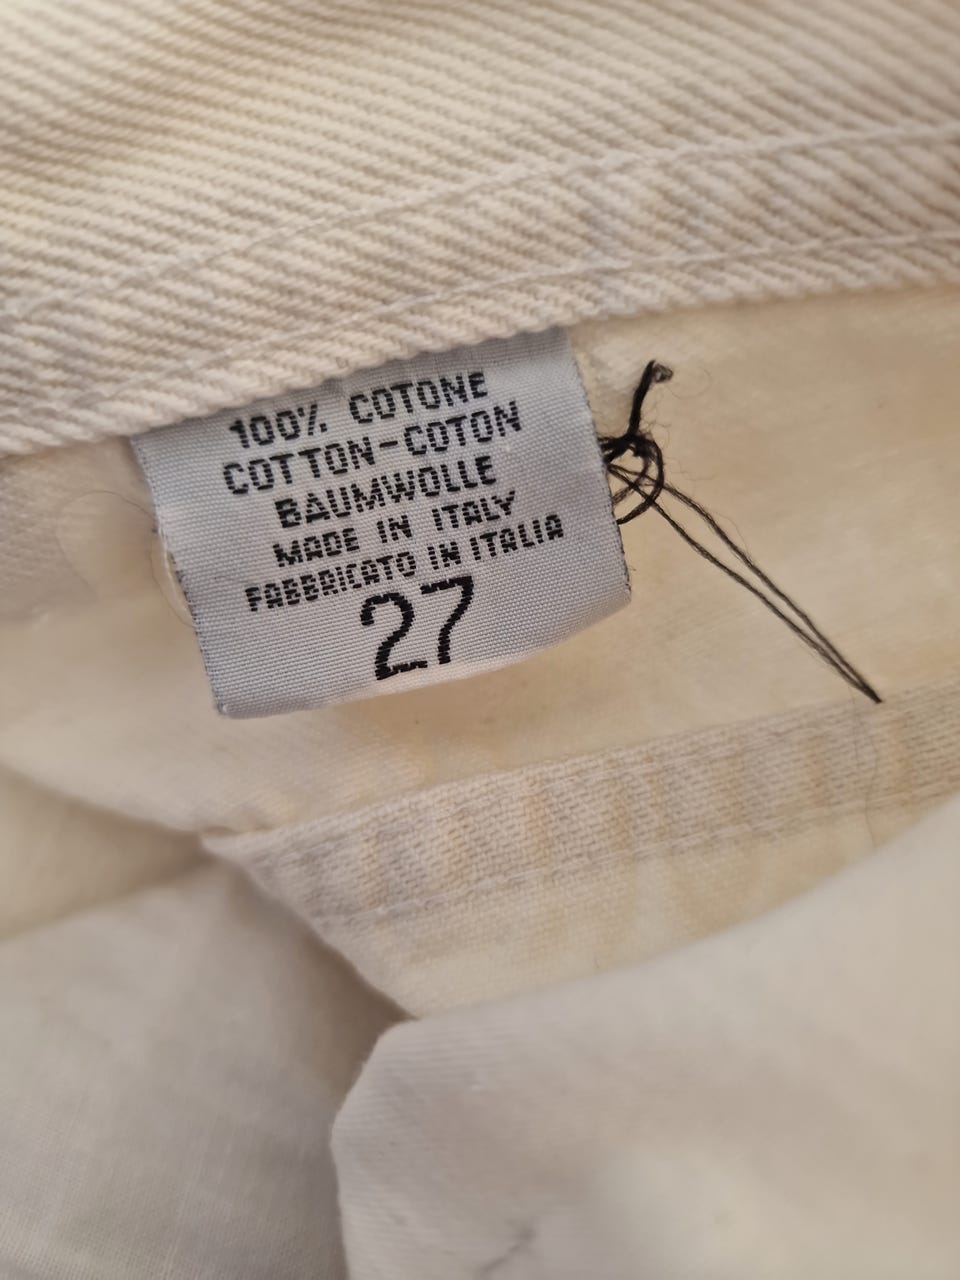 100% COTONE
COTTON-COTON
BAUMWOLLE
MADE IN ITALY
FABBRICATO IN ITALIA
27